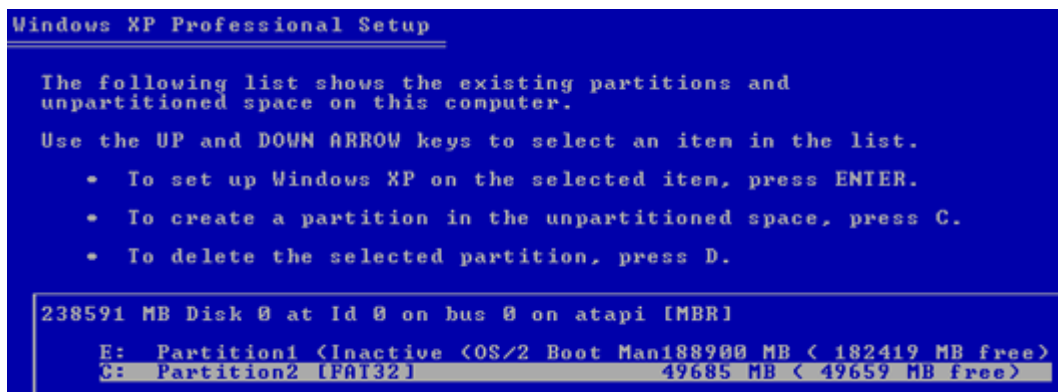 Windows XP Professional Setup
The following list shows the existing partitions and
unpartitioned space on this computer.
Use the UP and DOWN ARROW keys to select an item in the list.
• To set up Windows XP on the selected item, press ENTER.
• To create a partition in the unpartitioned space, press C.
• To delete the selected partition, press D.
238591 MB Disk 0 at Id 0 on bus 0 on atapi [MBR]
E: Partition1 (Inactive (OS/2 Boot Man188900 MB ( 182419 MB free)
C: Partition2 [FAT32] 49685 MB ( 49659 MB free)